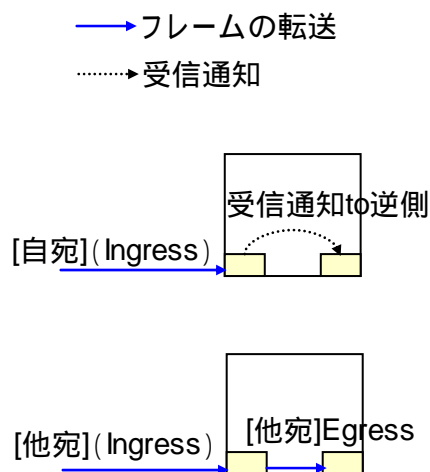 フレームの転送
受信通知
受信通知to逆側
[自宛](Ingress)
[他宛]Egress
[他宛](Ingress)